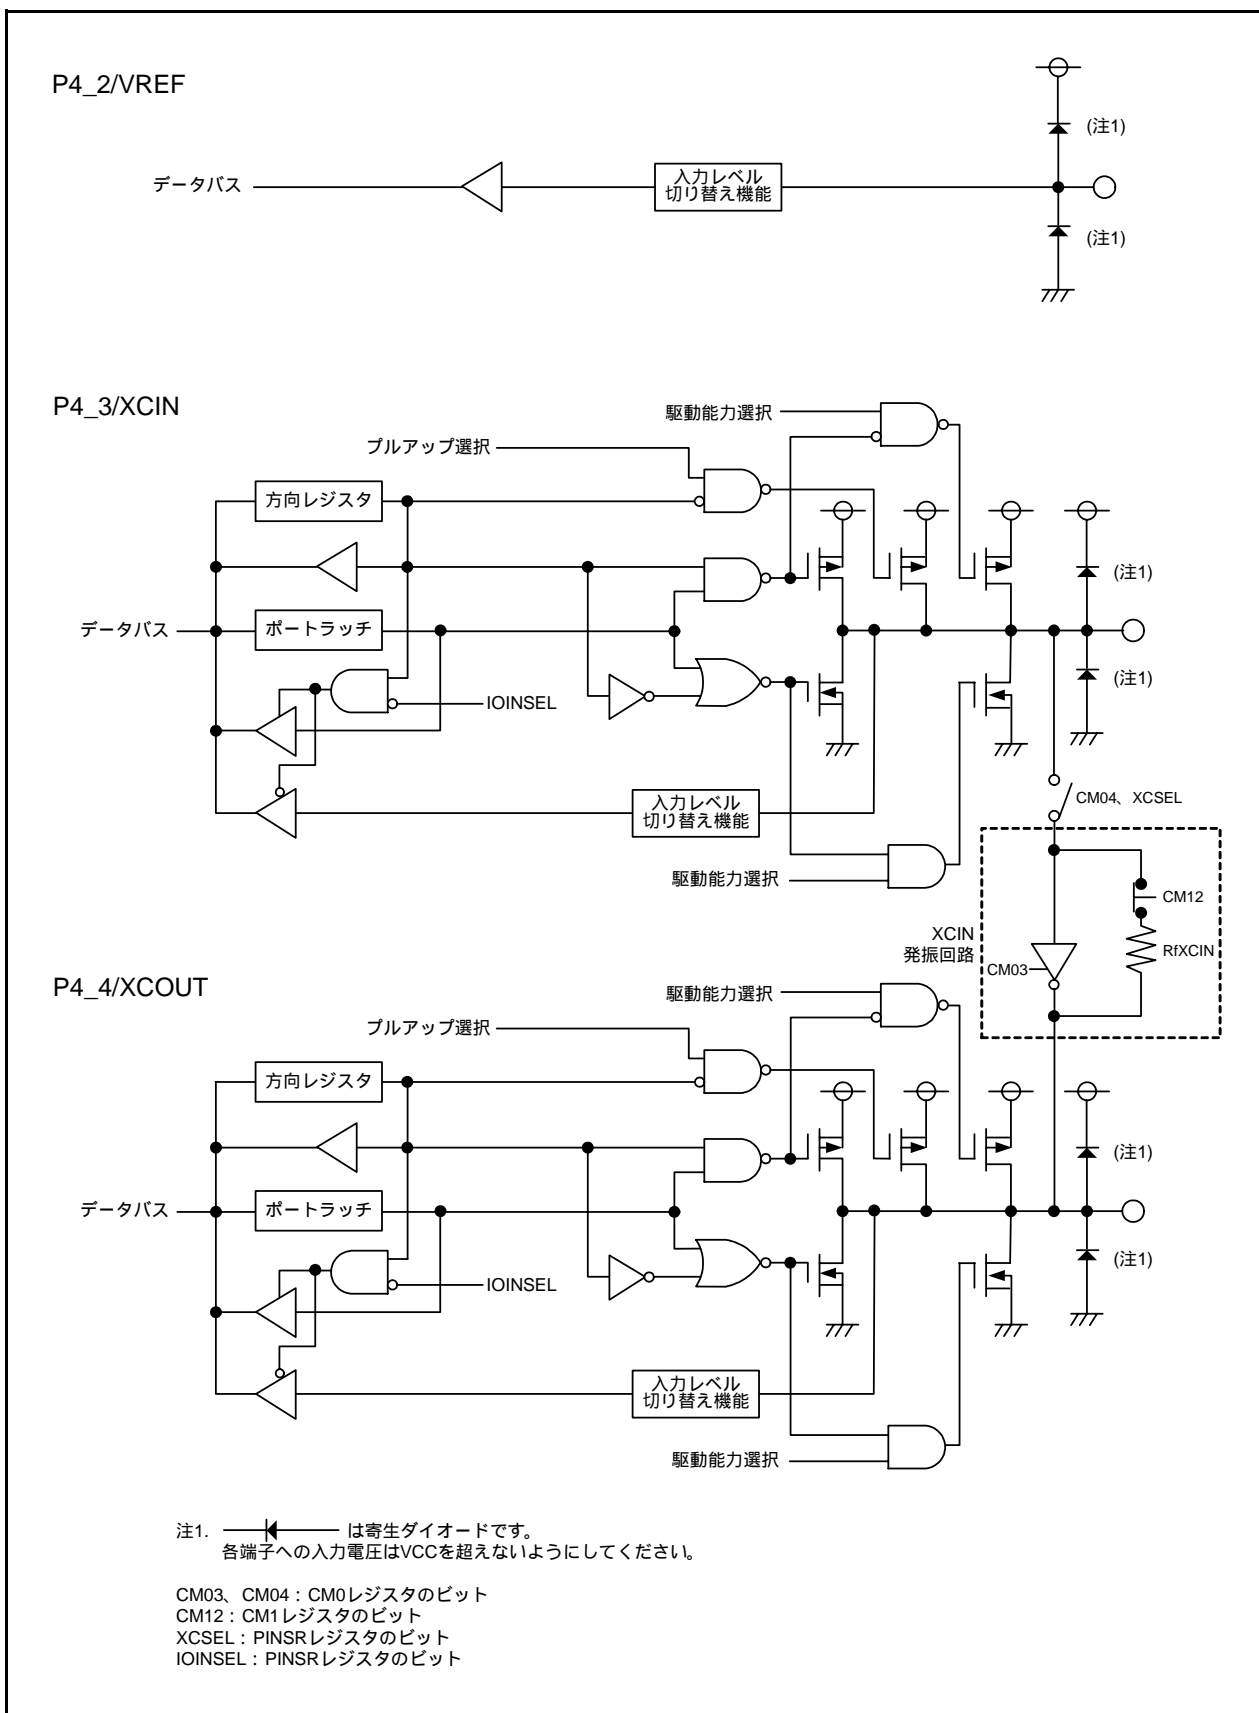 P4_2/VREF
(注1)
データバス
入力レベル
切り替え機能
(注1)
P4_3/XCIN
駆動能力選択
プルアップ選択
方向レジスタ
(注1)
データバス
ポートラッチ
IOINSEL
(注1)
入力レベル
切り替え機能
CM04、XCSEL
駆動能力選択
CM12
XCIN
発振回路
CM03
RfXCIN
P4_4/XCOUT
駆動能力選択
プルアップ選択
方向レジスタ
(注1)
データバス
ポートラッチ
IOINSEL
(注1)
入力レベル
切り替え機能
駆動能力選択
注1. は寄生ダイオードです。
各端子への入力電圧はVCCを超えないようにしてください。
CM03、CM04：CM0レジスタのビット
CM12：CM1レジスタのビット
XCSEL：PINSRレジスタのビット
IOINSEL：PINSRレジスタのビット